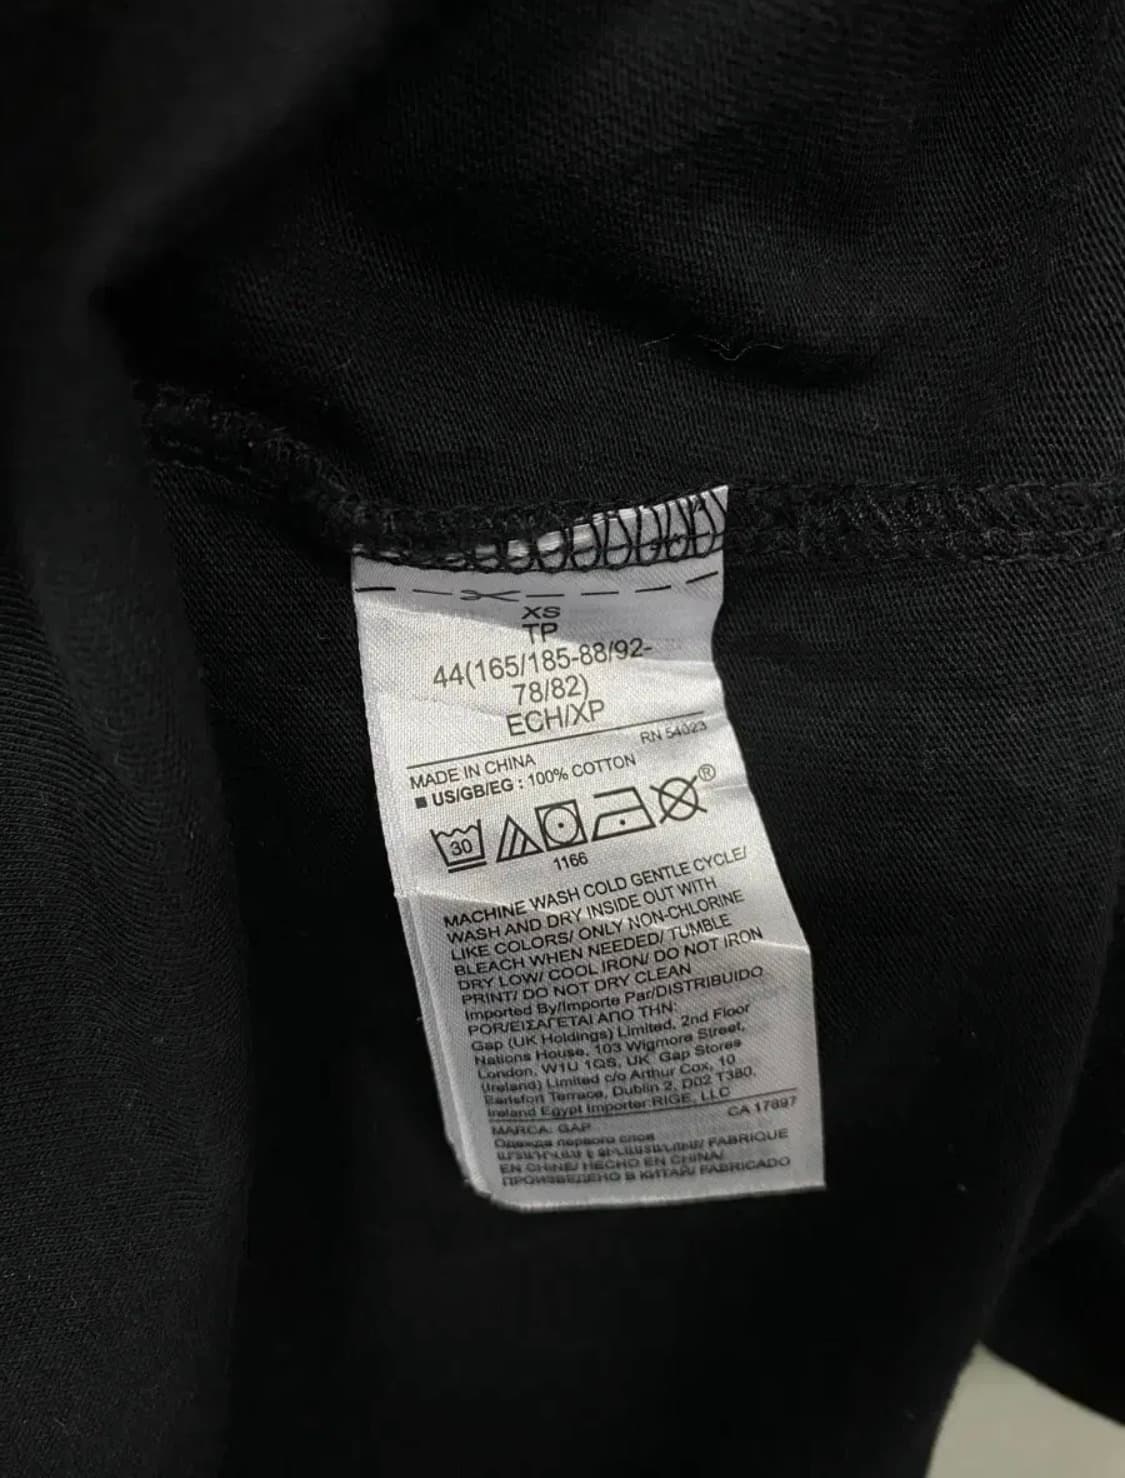 XS
TP
44(165/185-88/92-
78/82)
ECH/XP
RN 54023
MADE IN CHINA
■ US/GB/EG : 100% COTTON
30
®
1166
MACHINE WASH COLD GENTLE CYCLE/
WASH AND DRY INSIDE OUT WITH
LIKE COLORS/ ONLY NON-CHLORINE
BLEACH WHEN NEEDED/ TUMBLE
DRY LOW/ COOL IRON/ DO NOT IRON
PRINT/ DO NOT DRY CLEAN
Imported By/Importe Par/DISTRIBUIDO
POR/ΕΙΣΑΓΕΤΑΙ ΑΠΟ ΤΗΝ:
Gap (UK Holdings) Limited, 2nd Floor
Nations House, 103 Wigmore Street,
London, W1U 1QS, UK Gap Stores
(Ireland) Limited c/o Arthur Cox, 10
Earlsfort Terrace, Dublin 2, D02 T380,
Ireland Egypt Importer:RIGE, LLC
CA 17897
MARCA: GAP
Одежда первого слоя
FABRIQUE
EN CHINE/ HECHO EN CHINA/
ПРОИЗВЕДЕНО В КИТАЙ/ FABRICADO